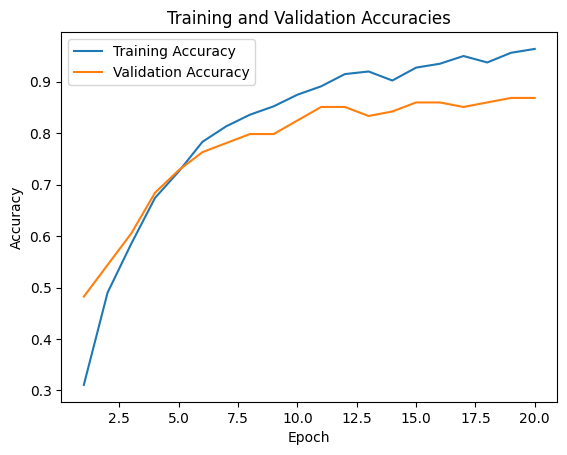 Training and Validation Accuracies
Training Accuracy
Validation Accuracy
Accuracy
0.9
0.8
0.7
0.6
0.5
0.4
0.3
2.5 5.0 7.5 10.0 12.5 15.0 17.5 20.0
Epoch